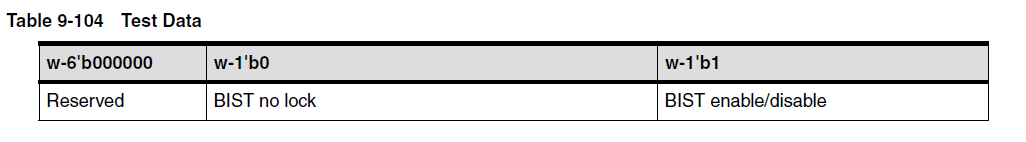 Table 9-104 Test Data
w-6'b000000 w-1'b0 w-1'b1
Reserved BIST no lock BIST enable/disable